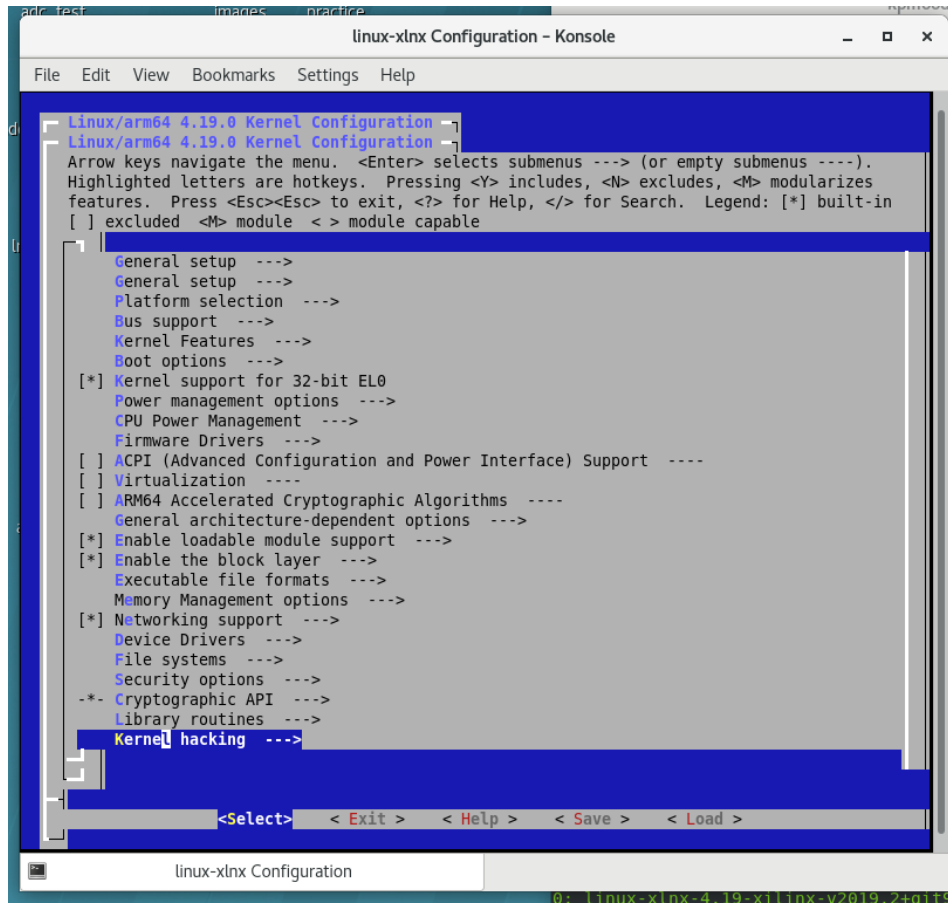 adc_test images practice
linux-xlnx Configuration – Konsole
File Edit View Bookmarks Settings Help
Linux/arm64 4.19.0 Kernel Configuration
Linux/arm64 4.19.0 Kernel Configuration
Arrow keys navigate the menu. <Enter> selects submenus ---> (or empty submenus ----).
Highlighted letters are hotkeys. Pressing <Y> includes, <N> excludes, <M> modularizes
features. Press <Esc><Esc> to exit, <?> for Help, </> for Search. Legend: [*] built-in
[ ] excluded <M> module < > module capable
General setup --->
General setup --->
Platform selection --->
Bus support --->
Kernel Features --->
Boot options --->
[*] Kernel support for 32-bit EL0
Power management options --->
CPU Power Management --->
Firmware Drivers --->
[ ] ACPI (Advanced Configuration and Power Interface) Support ----
[ ] Virtualization ----
[ ] ARM64 Accelerated Cryptographic Algorithms ----
General architecture-dependent options --->
[*] Enable loadable module support --->
[*] Enable the block layer --->
Executable file formats --->
Memory Management options --->
[*] Networking support --->
Device Drivers --->
File systems --->
Security options --->
-*- Cryptographic API --->
Library routines --->
Kernel hacking --->
<Select> < Exit > < Help > < Save > < Load >
linux-xlnx Configuration
0: linux-xlnx-4.19-xilinx-v2019.2+git